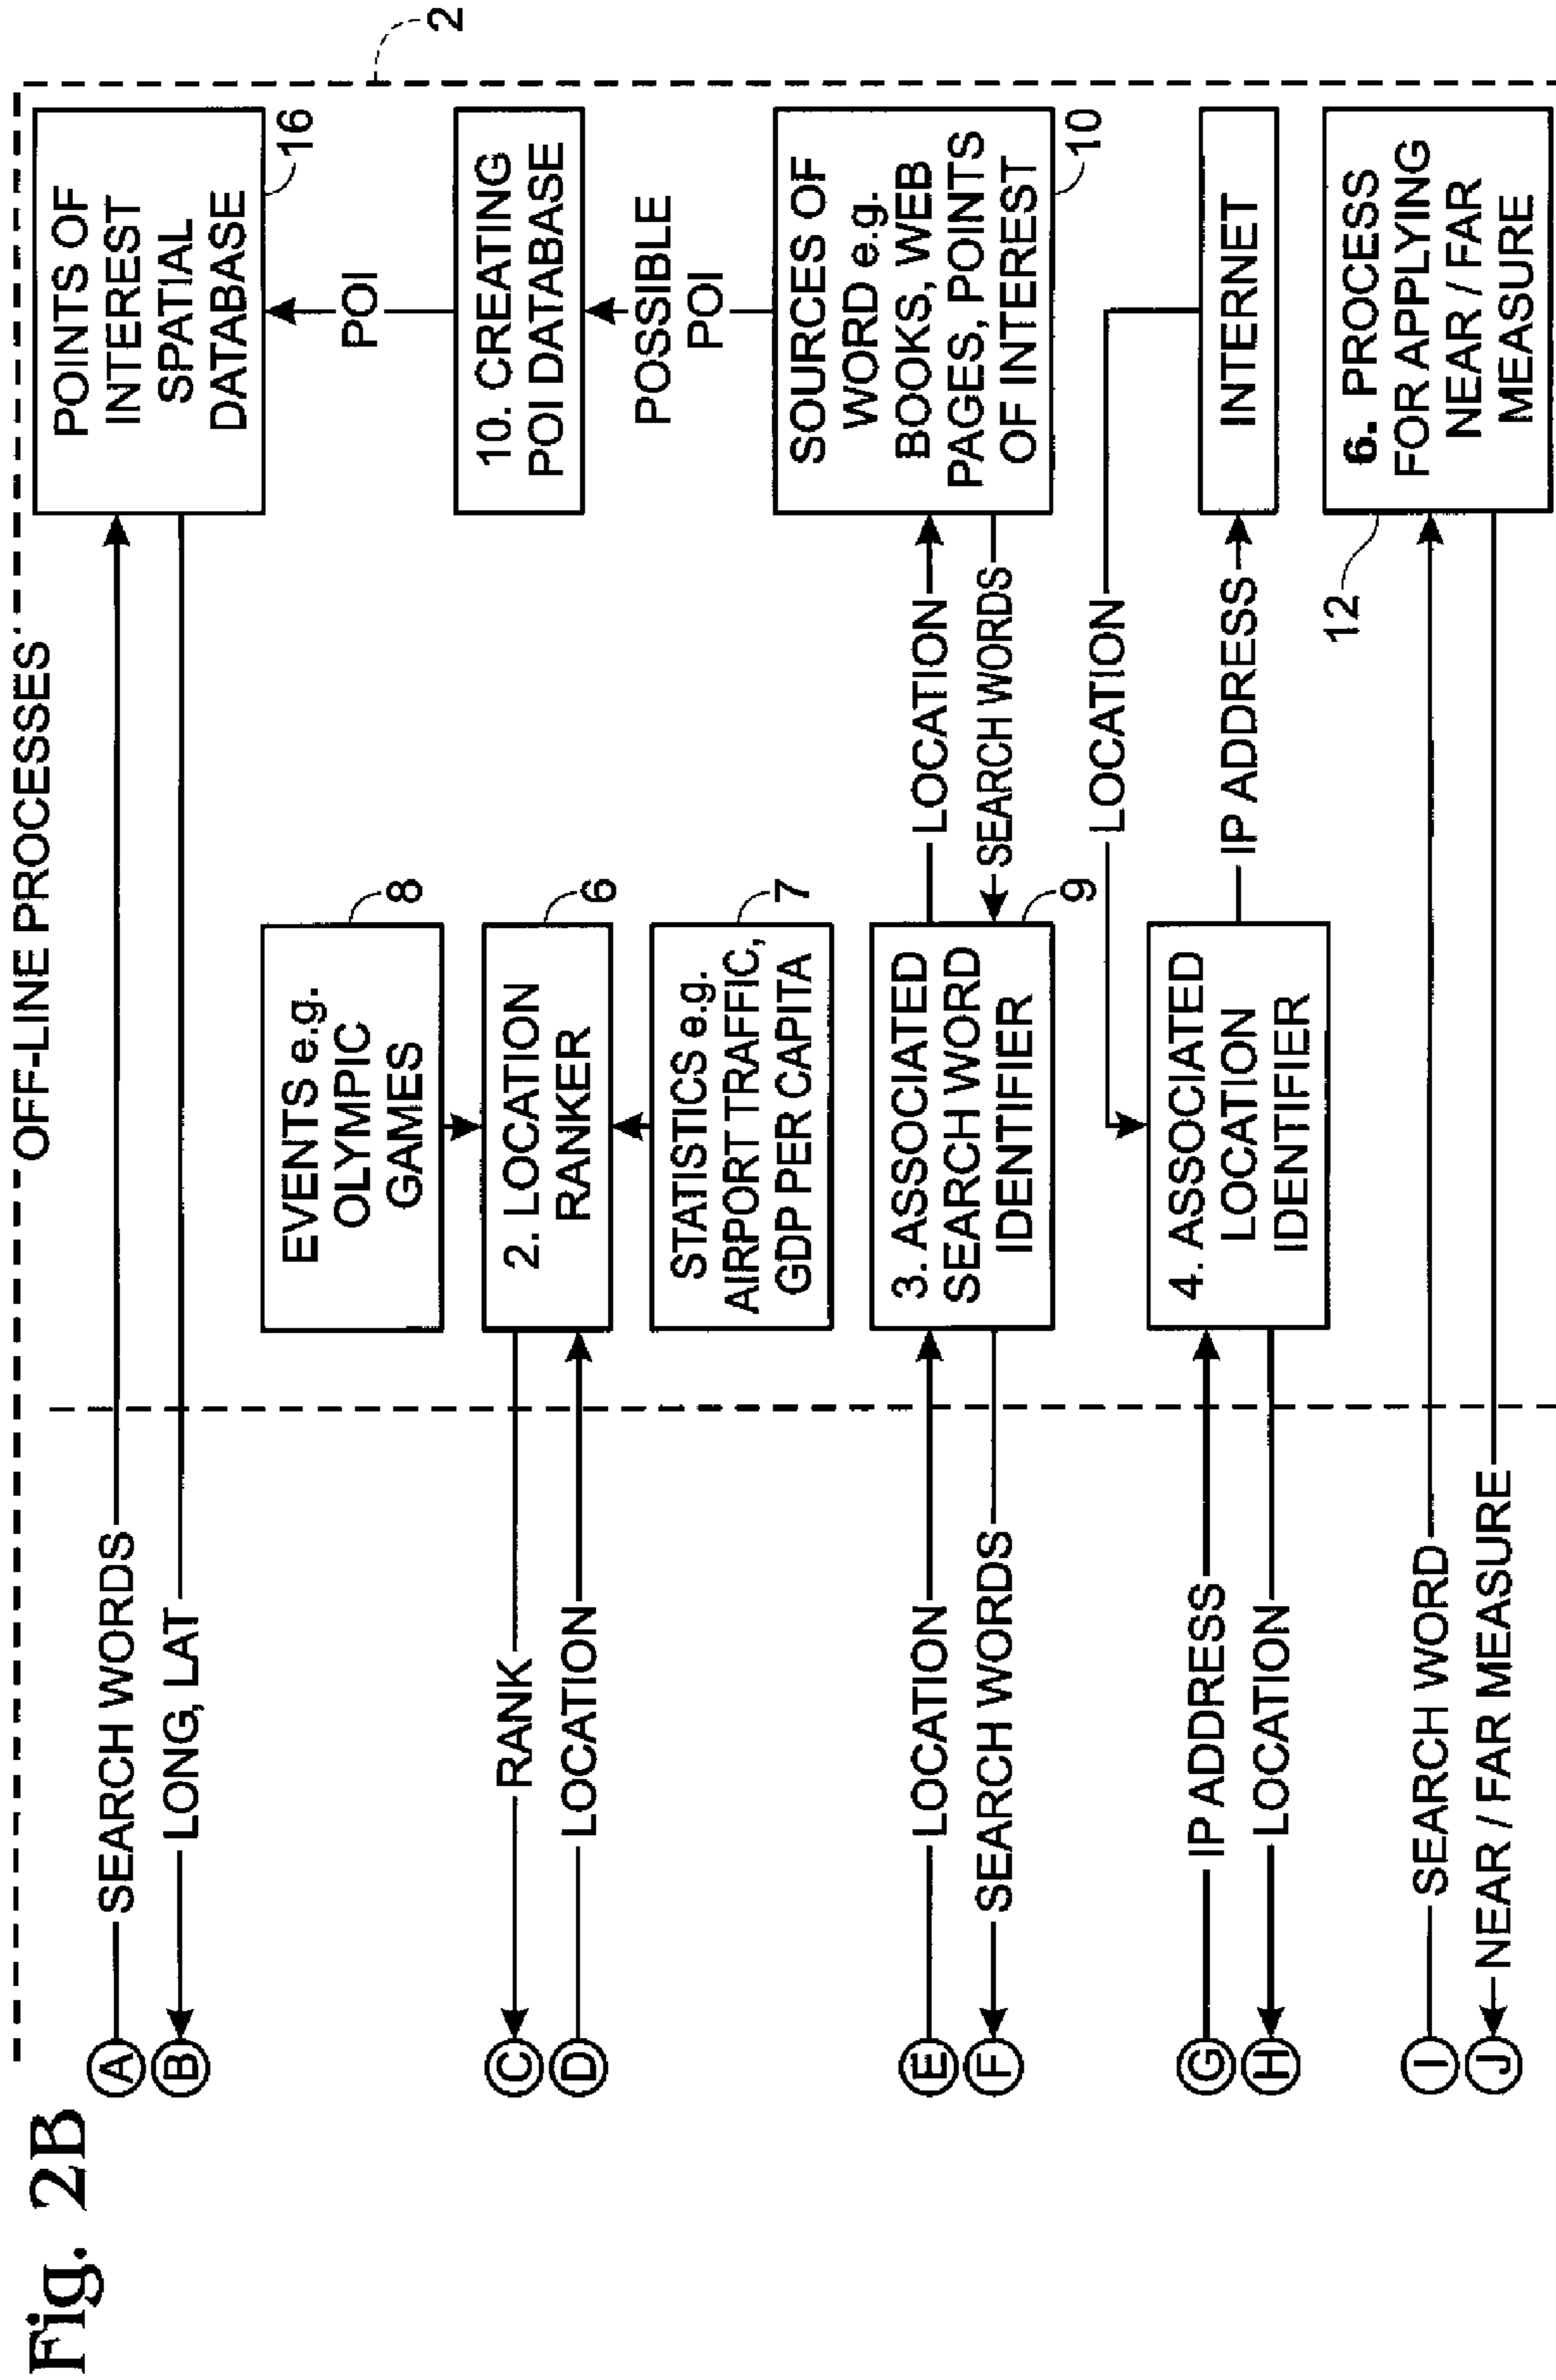 Fig. 2B
OFF-LINE PROCESSES
2
A
SEARCH WORDS
B
LONG, LAT
POINTS OF
INTEREST
SPATIAL
DATABASE
16
POI
10. CREATING
POI DATABASE
POSSIBLE
POI
EVENTS e.g.
OLYMPIC
GAMES
8
C
RANK
D
LOCATION
2. LOCATION
RANKER
6
STATISTICS e.g.
AIRPORT TRAFFIC,
GDP PER CAPITA
7
E
LOCATION
F
SEARCH WORDS
3. ASSOCIATED
SEARCH WORD
IDENTIFIER
9
LOCATION
SEARCH WORDS
SOURCES OF
WORD e.g.
BOOKS, WEB
PAGES, POINTS
OF INTEREST
10
G
IP ADDRESS
H
LOCATION
4. ASSOCIATED
LOCATION
IDENTIFIER
LOCATION
IP ADDRESS
INTERNET
I
SEARCH WORD
J
NEAR / FAR MEASURE
12
6. PROCESS
FOR APPLYING
NEAR / FAR
MEASURE